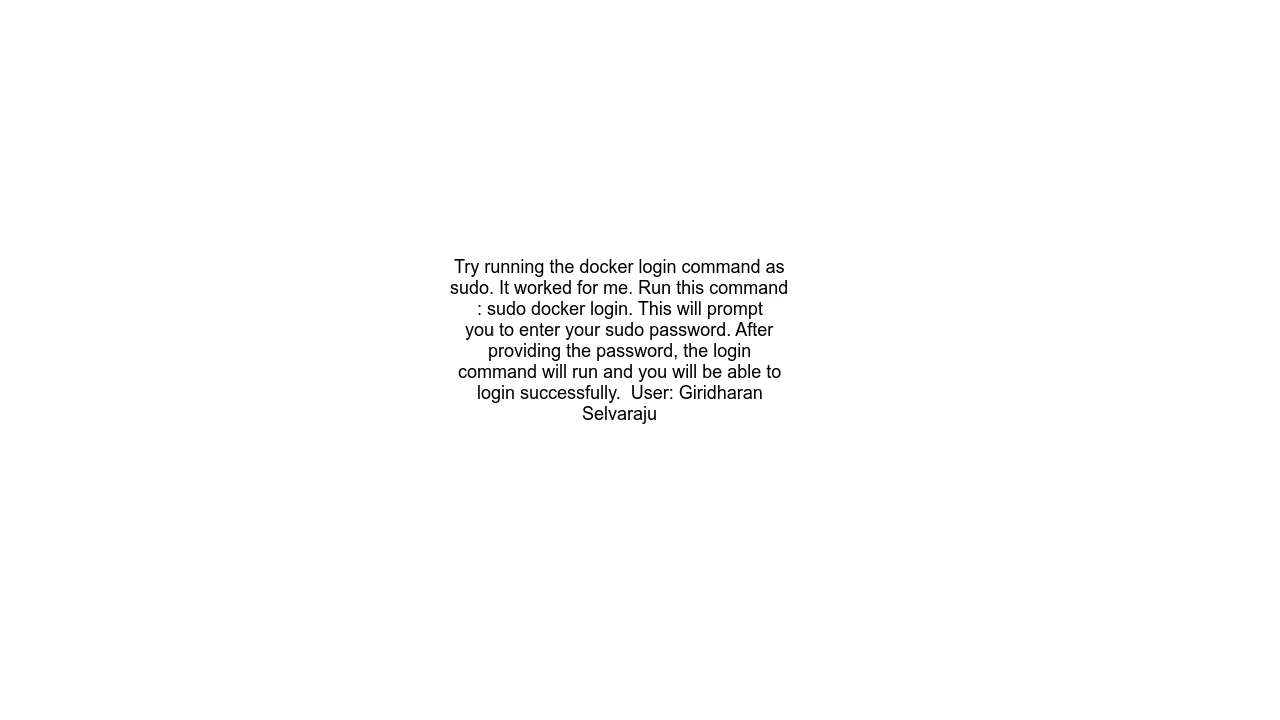 Try running the docker login command as
sudo. It worked for me. Run this command
: sudo docker login. This will prompt
you to enter your sudo password. After
providing the password, the login
command will run and you will be able to
login successfully.  User: Giridharan
Selvaraju